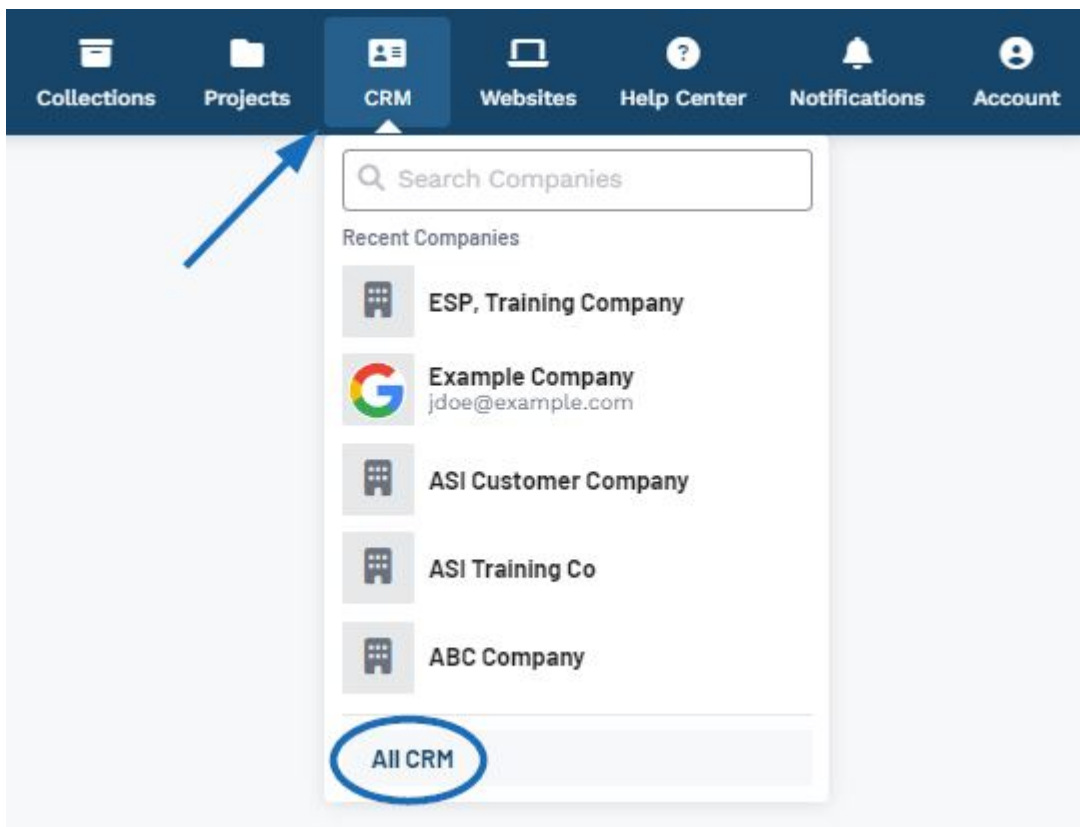 Collections Projects CRM Websites Help Center Notifications Account
Search Companies
Recent Companies
ESP, Training Company
Example Company
jdoe@example.com
ASI Customer Company
ASI Training Co
ABC Company
All CRM